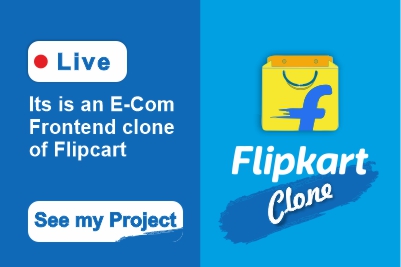 Live
Its is an E-Com
Frontend clone
of Flipcart
See my Project
f
Flipkart
Clone